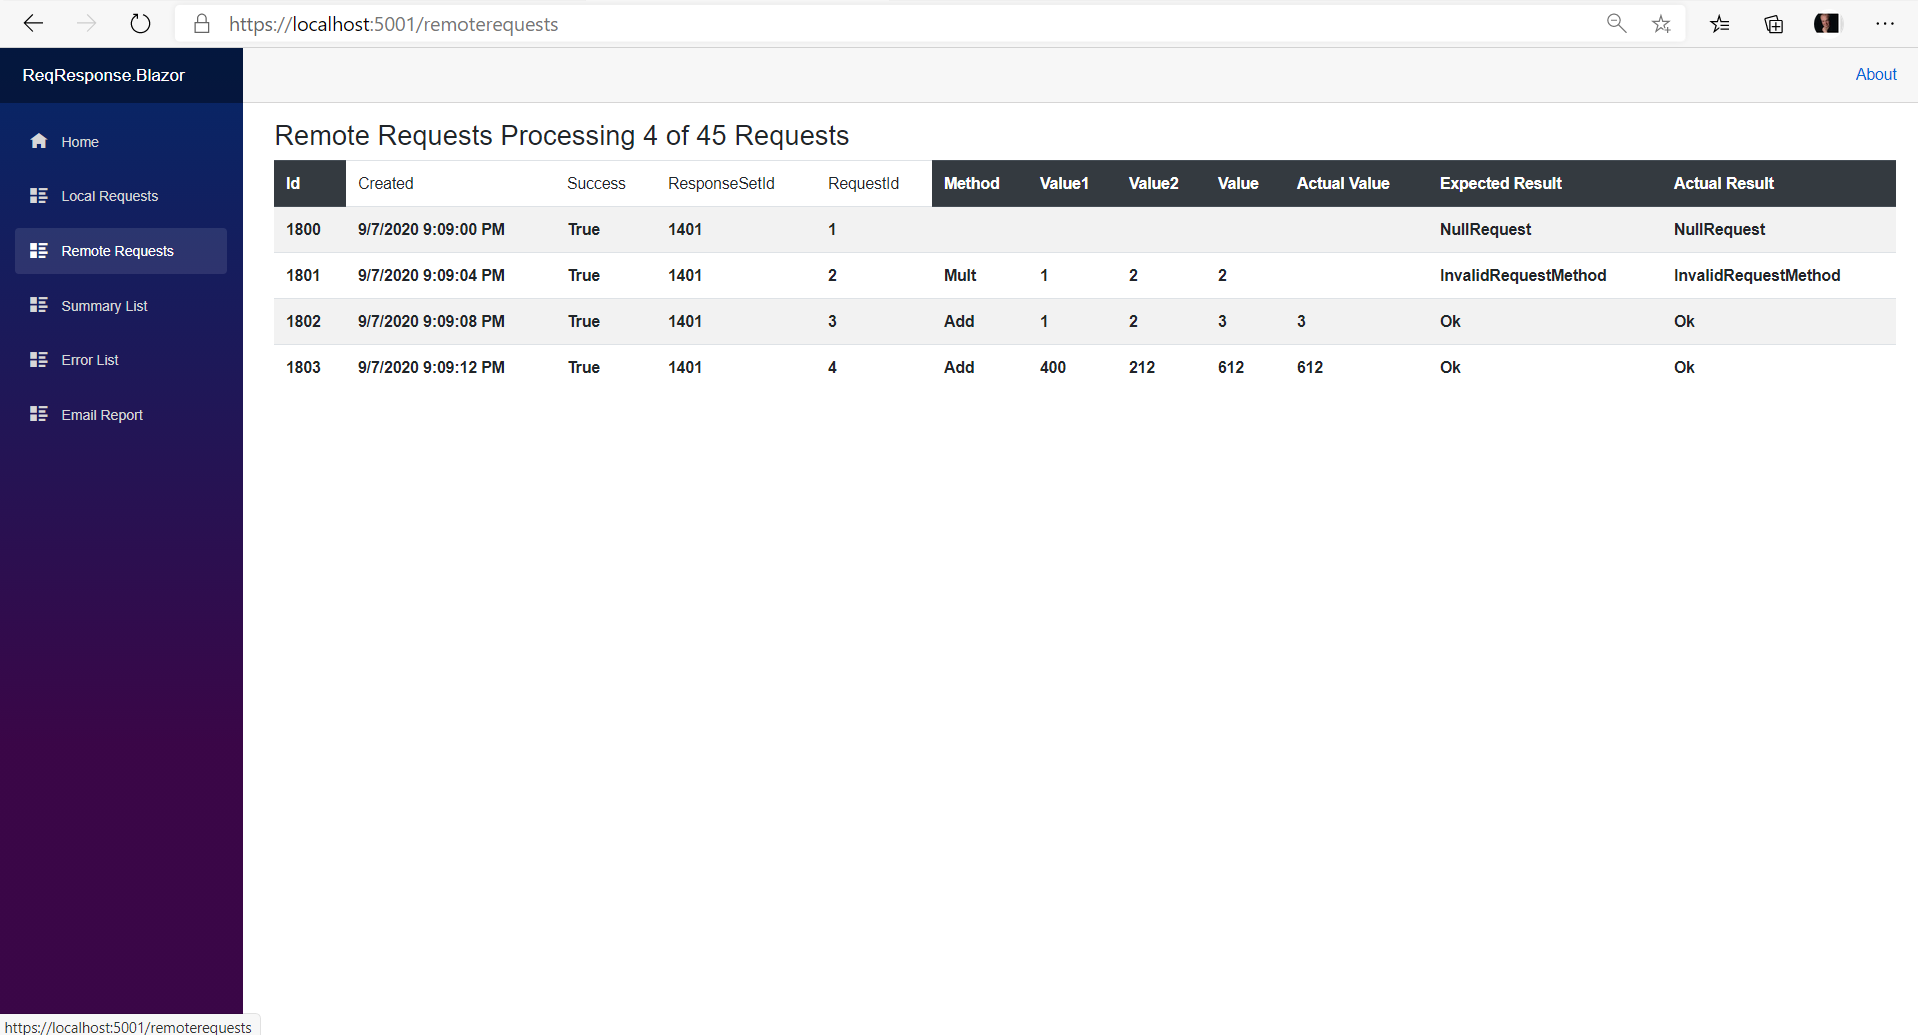 https://localhost:5001/remoterequests
ReqResponse.Blazor
About
Home
Local Requests
Remote Requests
Summary List
Error List
Email Report
Remote Requests Processing 4 of 45 Requests
Id Created Success ResponseSetId RequestId Method Value1 Value2 Value Actual Value Expected Result Actual Result
1800 9/7/2020 9:09:00 PM True 1401 1 NullRequest NullRequest
1801 9/7/2020 9:09:04 PM True 1401 2 Mult 1 2 2 InvalidRequestMethod InvalidRequestMethod
1802 9/7/2020 9:09:08 PM True 1401 3 Add 1 2 3 3 Ok Ok
1803 9/7/2020 9:09:12 PM True 1401 4 Add 400 212 612 612 Ok Ok
https://localhost:5001/remoterequests